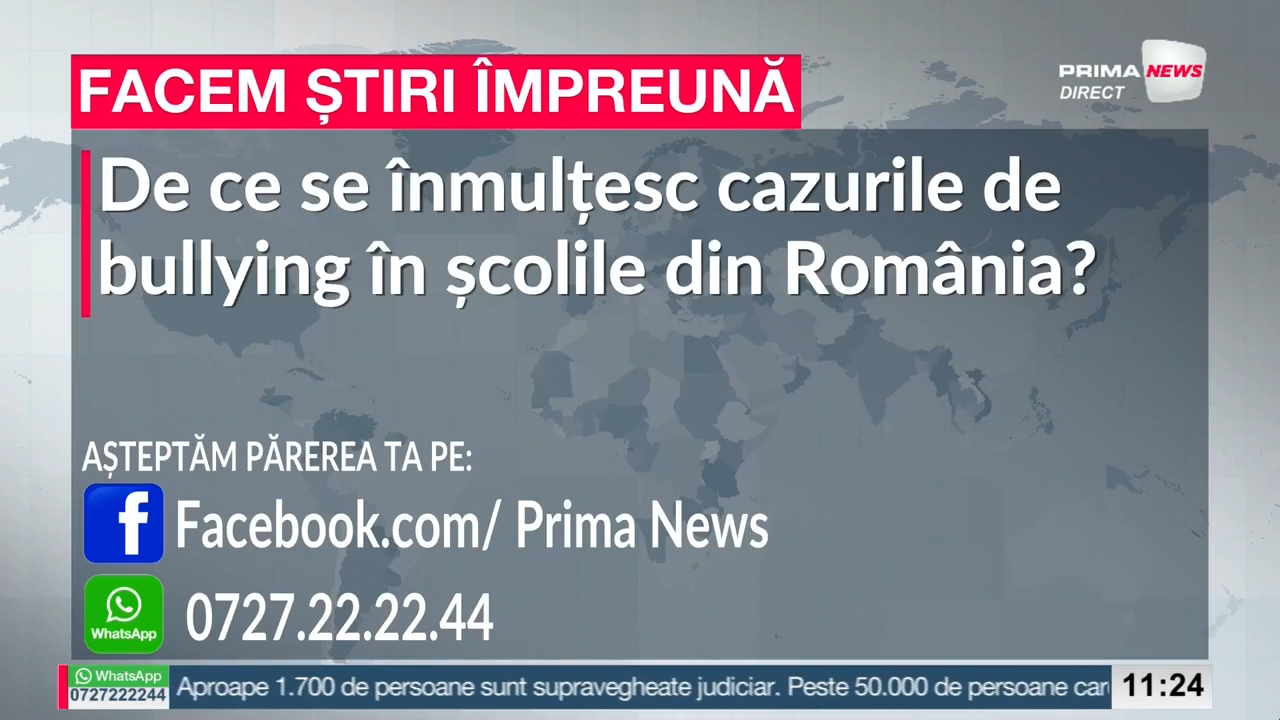 FACEM ȘTIRI ÎMPREUNĂ
PRIMA NEWS
DIRECT
De ce se înmulțesc cazurile de
bullying în școlile din România?
AȘTEPTĂM PĂREREA TA PE:
Facebook.com/ Prima News
WhatsApp
0727.22.22.44
WhatsApp
0727222244
Aproape 1.700 de persoane sunt supravegheate judiciar. Peste 50.000 de persoane
11:24